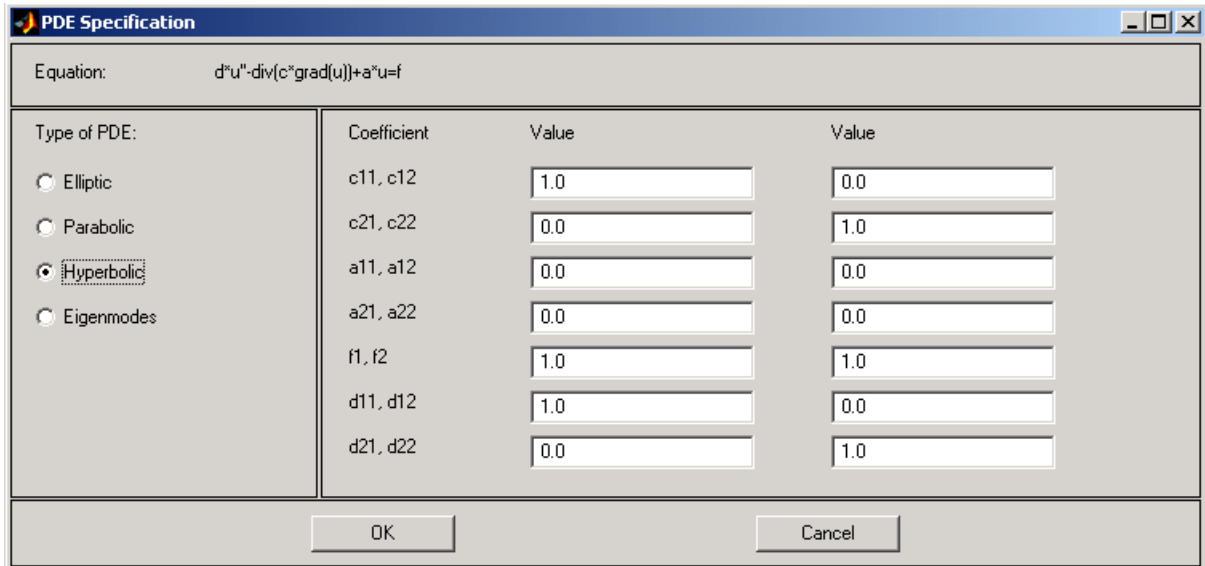 PDE Specification
Equation: d*u''-div(c*grad(u))+a*u=f
Type of PDE:
Elliptic
Parabolic
Hyperbolic
Eigenmodes
Coefficient Value Value
c11, c12 1.0 0.0
c21, c22 0.0 1.0
a11, a12 0.0 0.0
a21, a22 0.0 0.0
f1, f2 1.0 1.0
d11, d12 1.0 0.0
d21, d22 0.0 1.0
OK Cancel